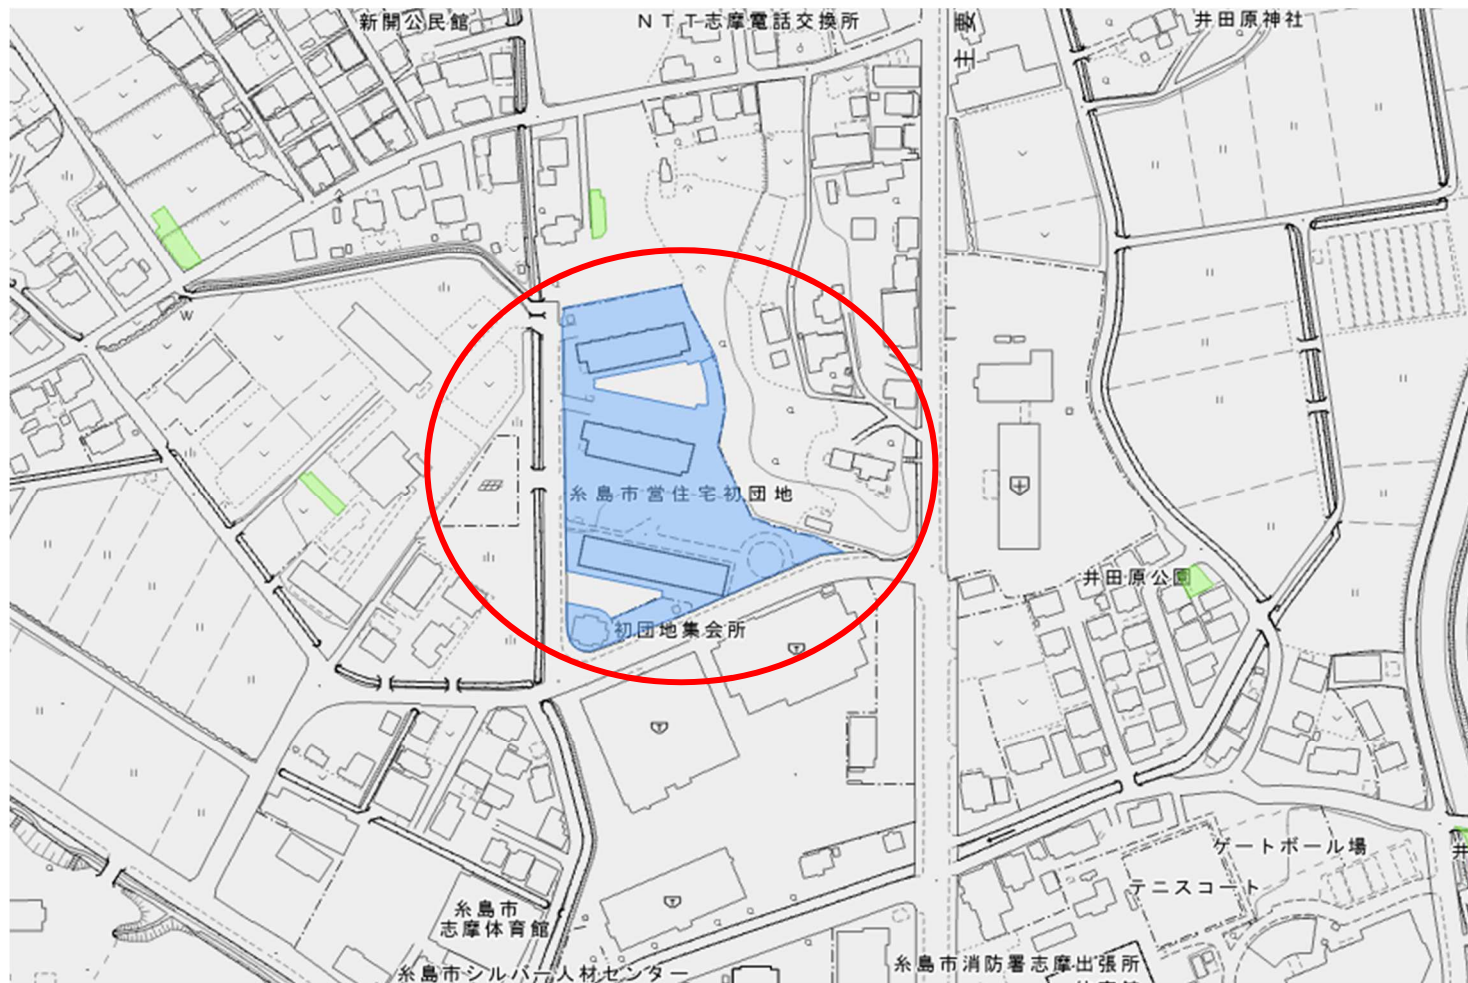 新開公民館
NTT志摩電話交換所
主要
井田原神社
W
糸島市営住宅初団地
井田原公園
初団地集会所
ゲートボール場
テニスコート
井
糸島市
志摩体育館
糸島市シルバー人材センター
糸島市消防署志摩出張所